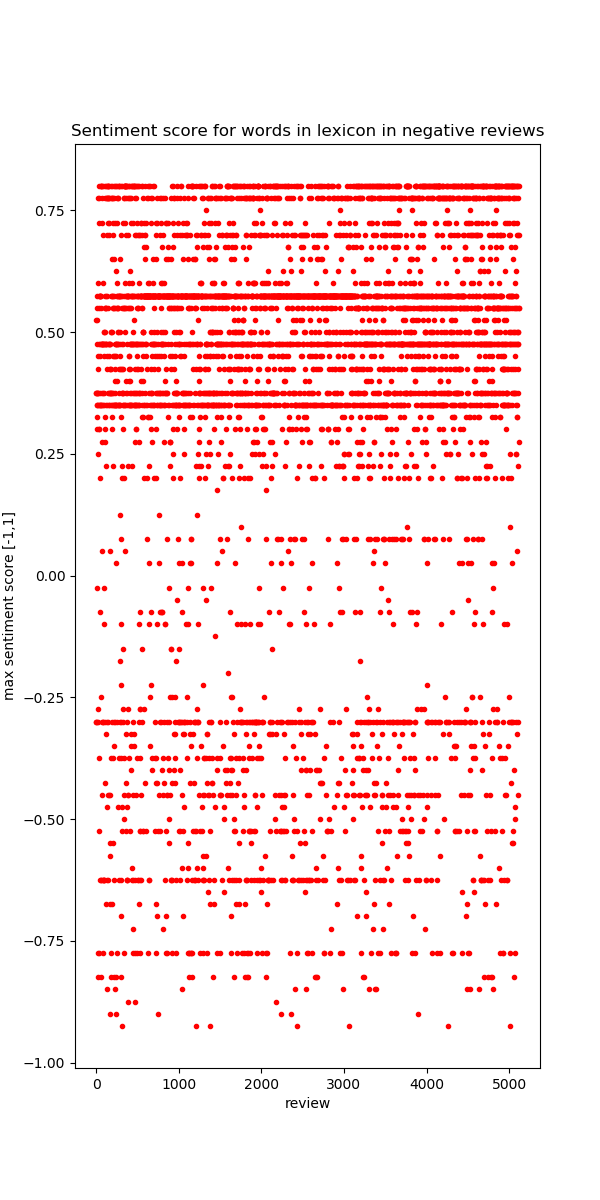 Sentiment score for words in lexicon in negative reviews
max sentiment score [-1,1]
0.75
0.50
0.25
0.00
−0.25
−0.50
−0.75
−1.00
0 1000 2000 3000 4000 5000
review